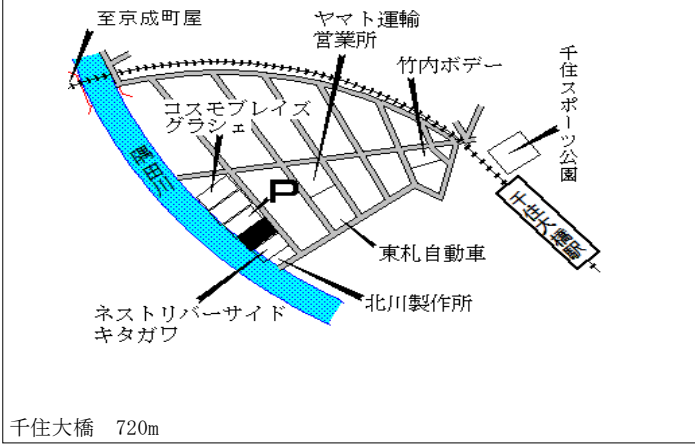 至京成町屋
ヤマト運輸
営業所
竹内ボデー
千住スポーツ公園
コスモブレイズ
グラシェ
隅田川
P
千住大橋駅
東札自動車
北川製作所
ネストリバーサイド
キタガワ
千住大橋　720m